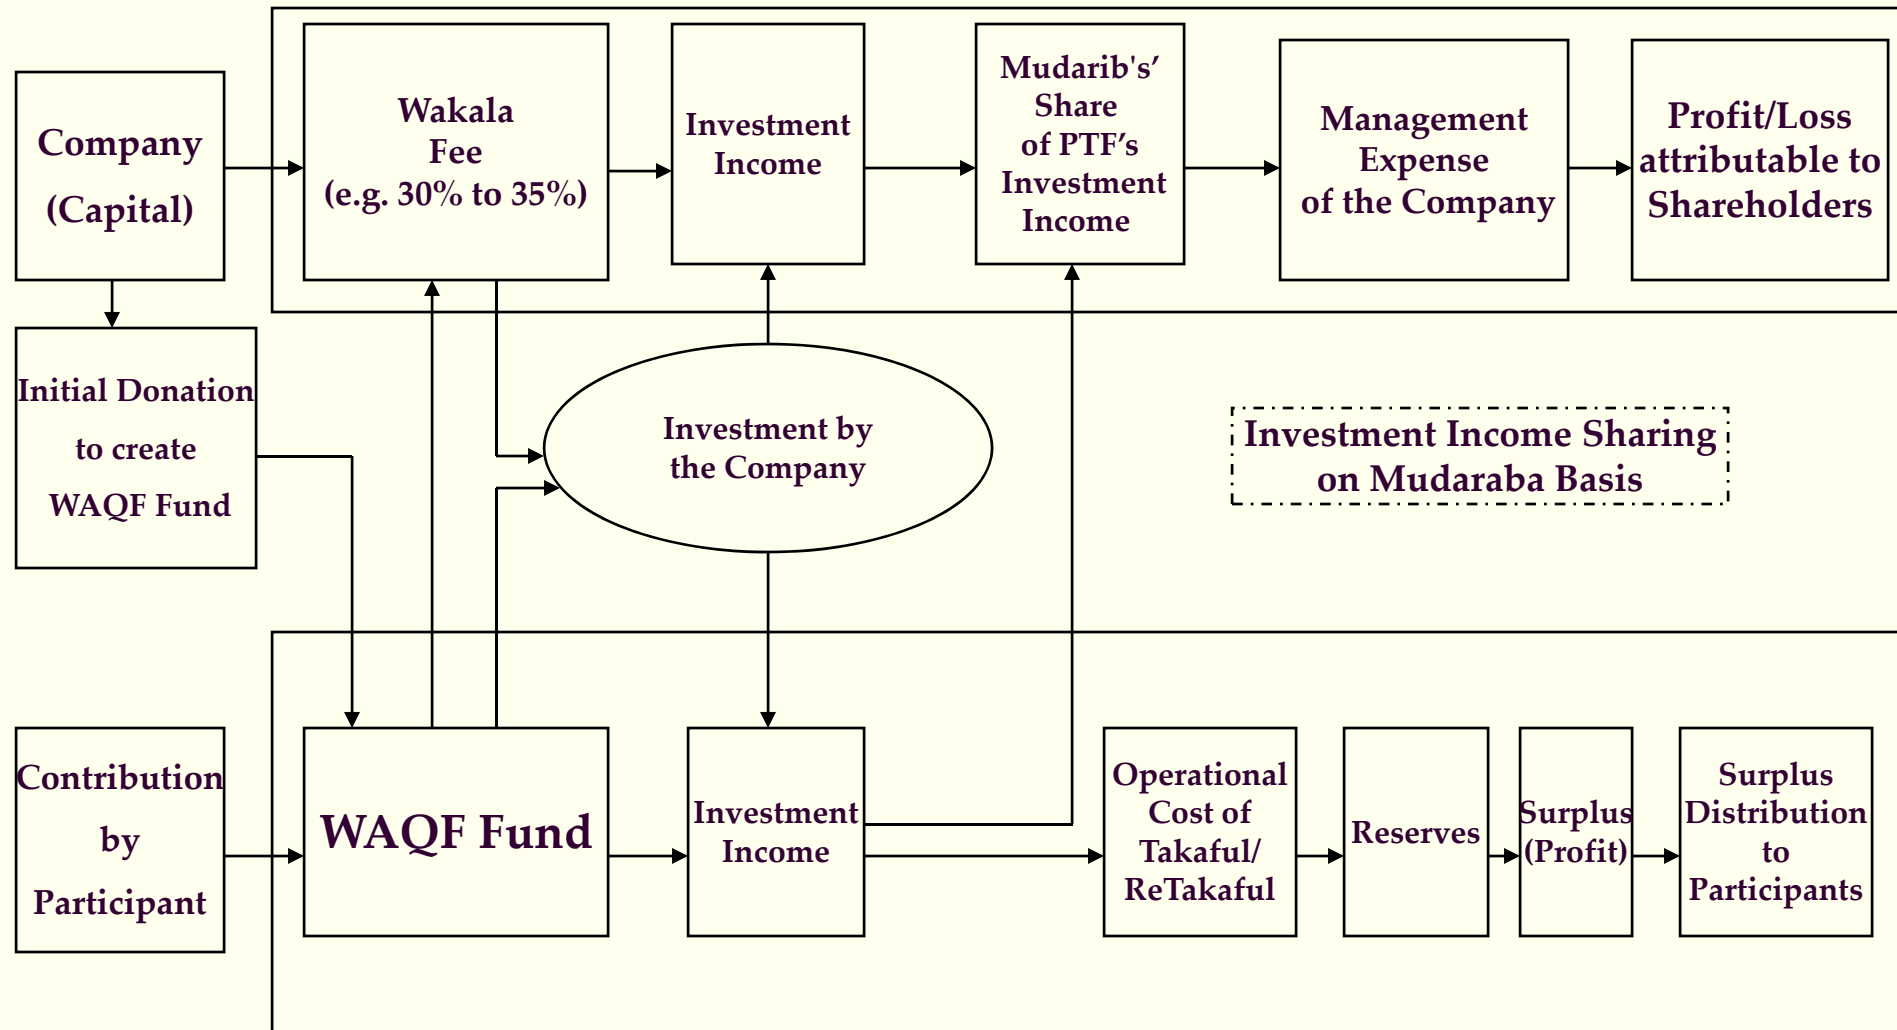 Company
(Capital)
Wakala
Fee
(e.g. 30% to 35%)
Investment
Income
Mudarib's’
Share
of PTF’s
Investment
Income
Management
Expense
of the Company
Profit/Loss
attributable to
Shareholders
Initial Donation
to create
WAQF Fund
Investment by
the Company
Investment Income Sharing
on Mudaraba Basis
Contribution
by
Participant
WAQF Fund
Investment
Income
Operational
Cost of
Takaful/
ReTakaful
Reserves
Surplus
(Profit)
Surplus
Distribution
to
Participants